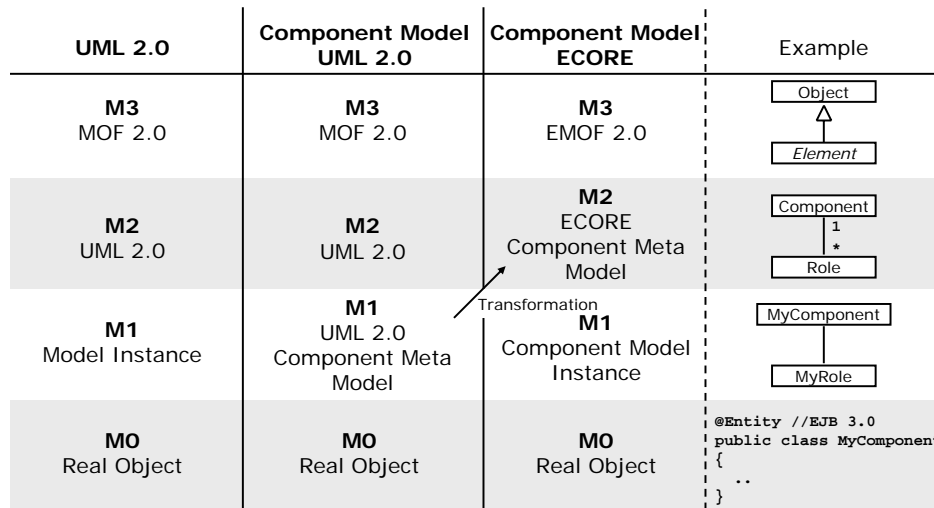 UML 2.0
Component Model
UML 2.0
Component Model
ECORE
Example
M3
MOF 2.0
M3
MOF 2.0
M3
EMOF 2.0
Object
Element
M2
UML 2.0
M2
UML 2.0
M2
ECORE
Component Meta
Model
Component
1
*
Role
Transformation
M1
Model Instance
M1
UML 2.0
Component Meta
Model
M1
Component Model
Instance
MyComponent
MyRole
M0
Real Object
M0
Real Object
M0
Real Object
@Entity //EJB 3.0
public class MyComponent
{
..
}